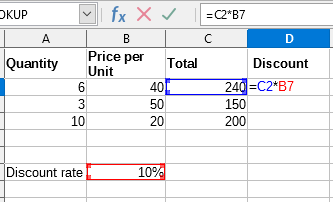 OKUP fx =C2*B7
A B C D
Quantity Price per Unit Total Discount
6 40 240 =C2*B7
3 50 150
10 20 200
Discount rate 10%